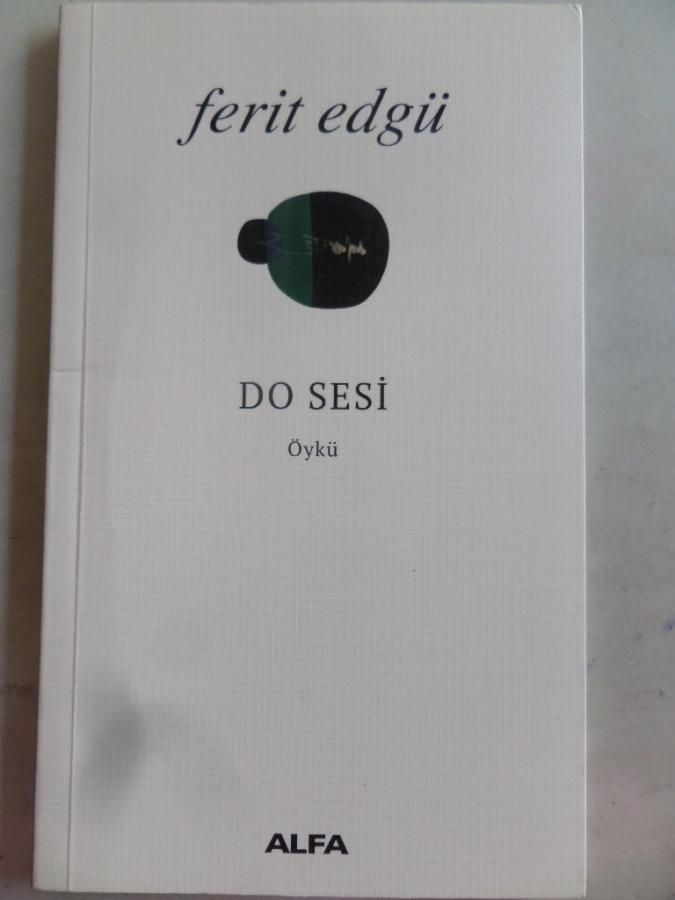 ferit edgü
DO SESİ
Öykü
ALFA